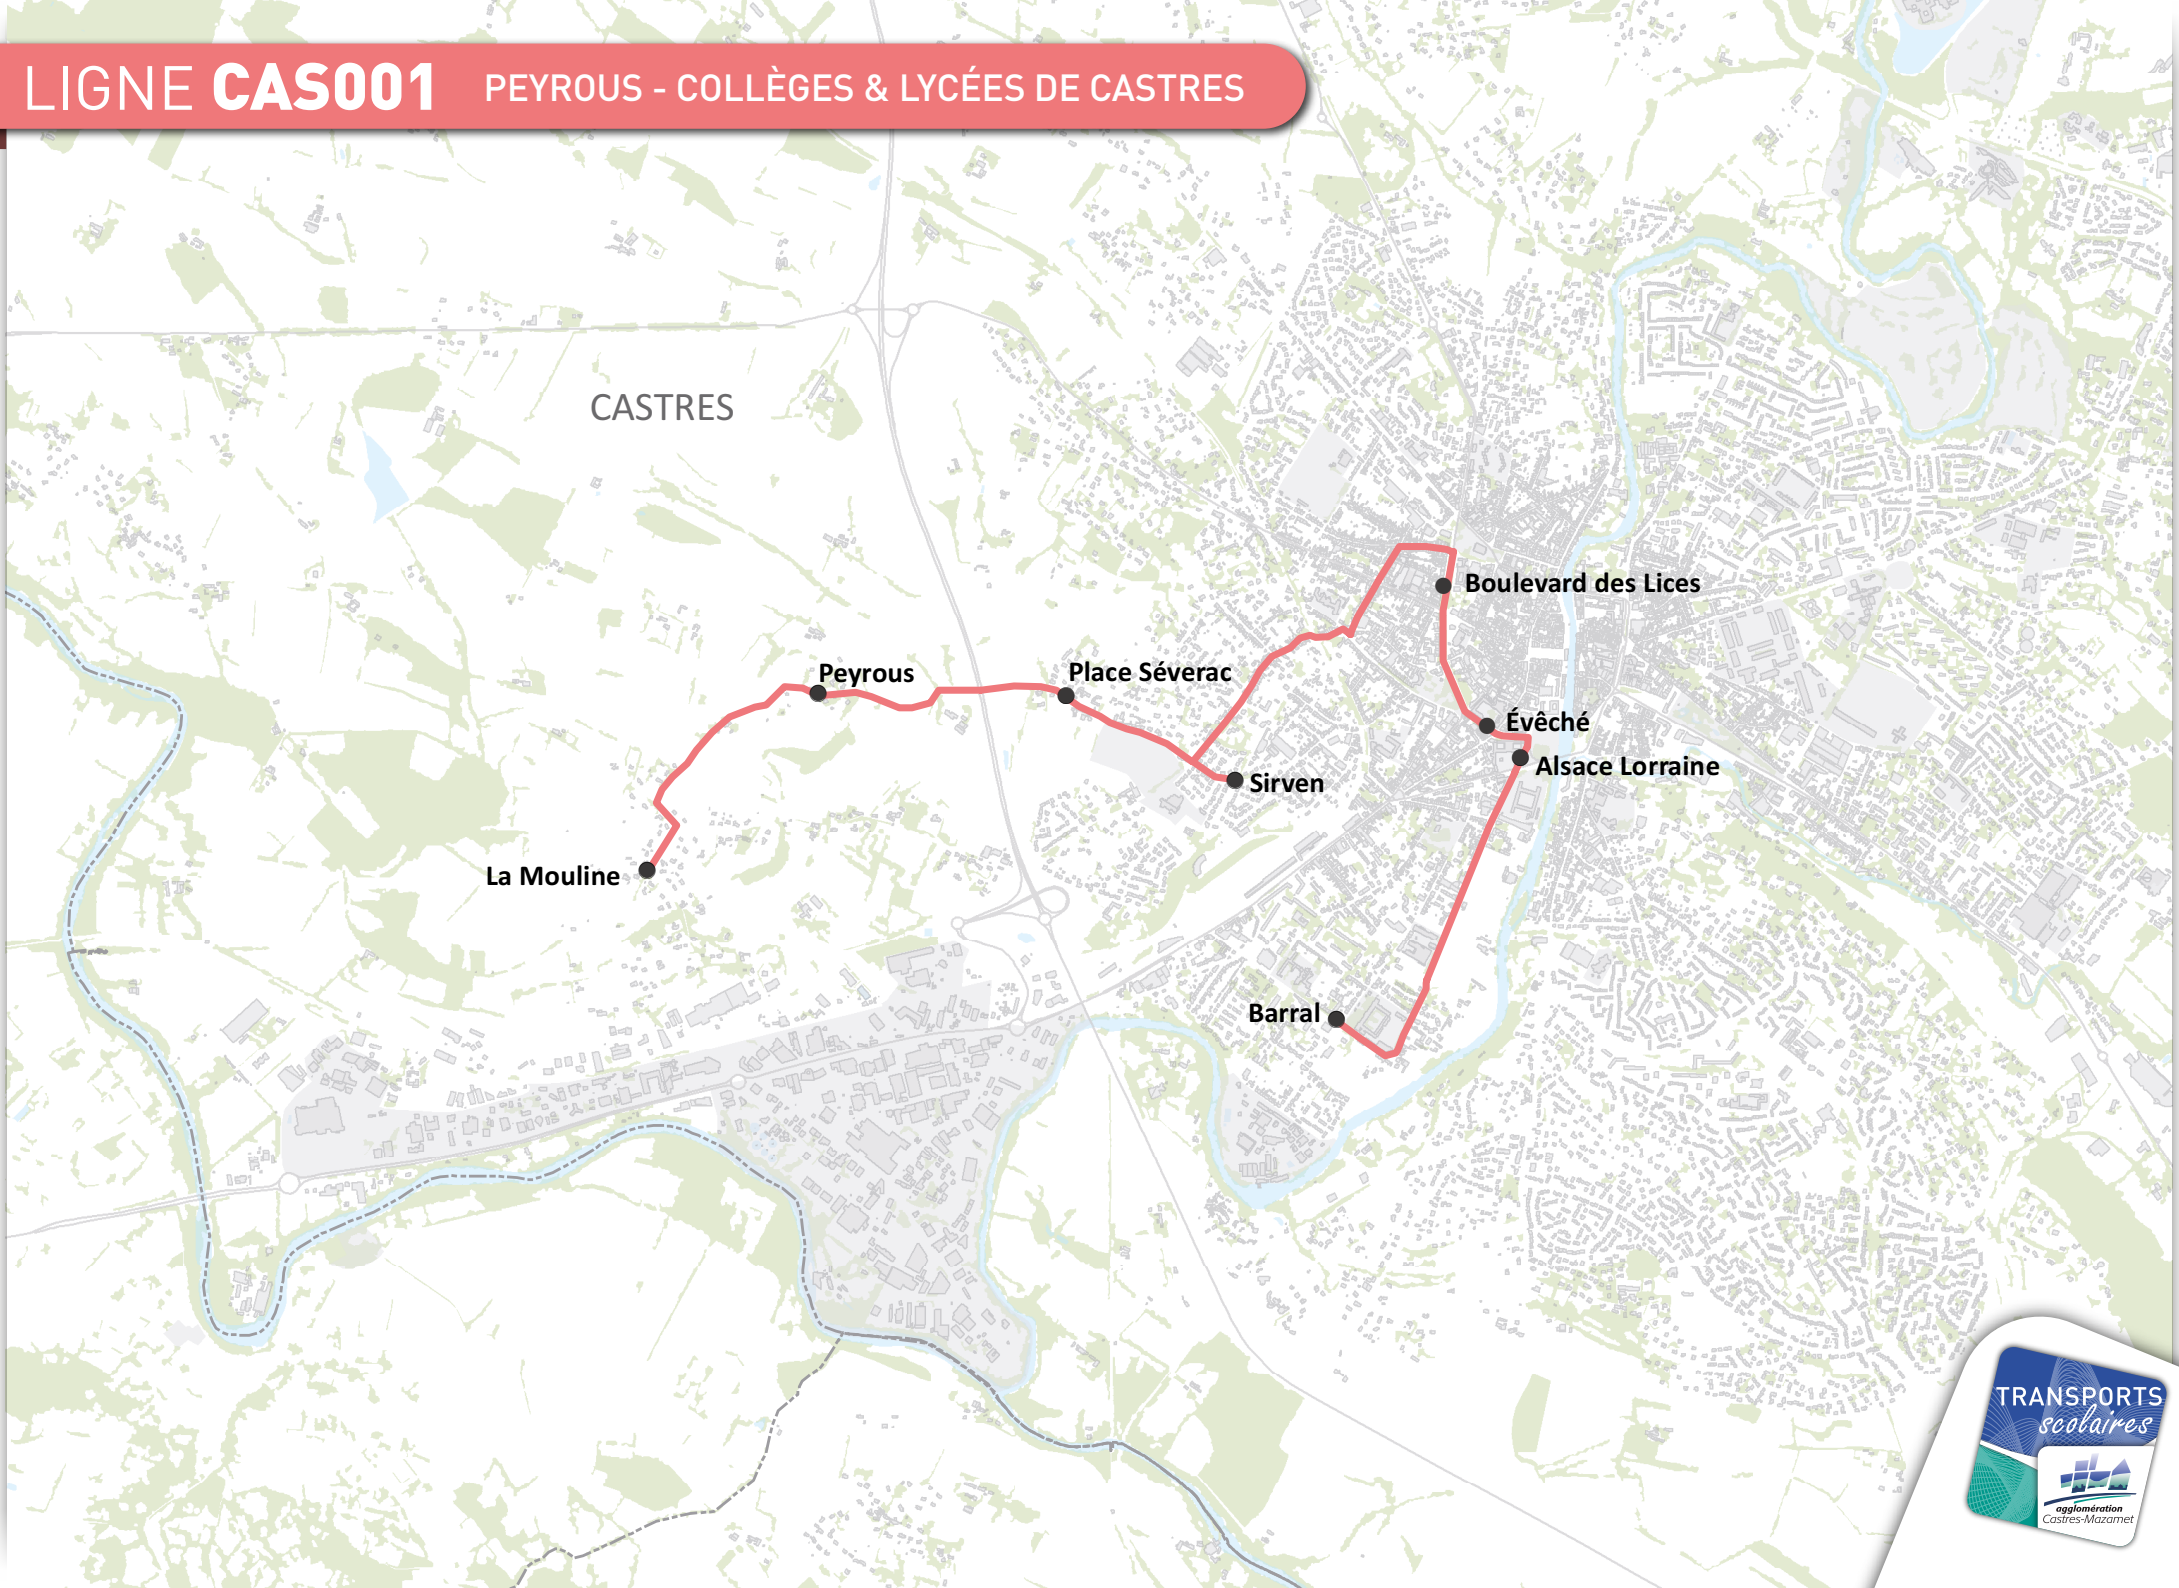 LIGNE CAS001 PEYROUS - COLLÈGES & LYCÉES DE CASTRES
CASTRES
Boulevard des Lices
Peyrous
Place Séverac
Évêché
Alsace Lorraine
Sirven
La Mouline
Barral
TRANSPORTS
scolaires
agglomération
Castres-Mazamet